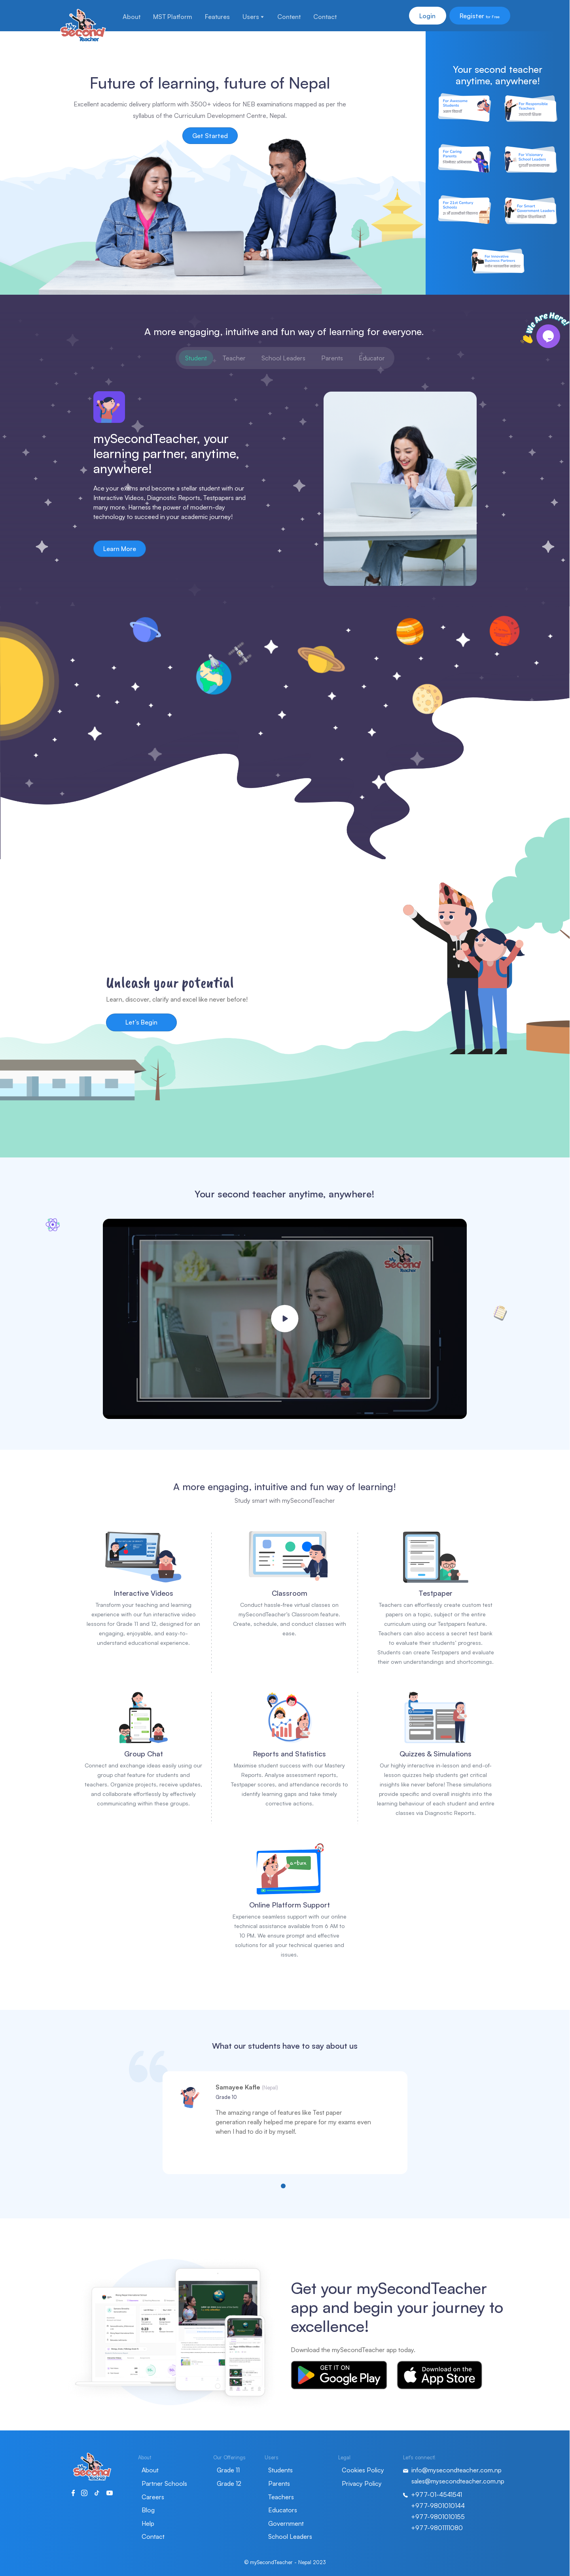 My
Second
Teacher
About
MST Platform
Features
Users
Content
Contact
Login
Register for Free
Future of learning, future of Nepal
Excellent academic delivery platform with 3500+ videos for NEB examinations mapped as per the
syllabus of the Curriculum Development Centre, Nepal.
Get Started
Your second teacher
anytime, anywhere!
For Awesome
Students
For Responsible
Teachers
For Caring
Parents
For Visionary
School Leaders
For 21st Century
Schools
For Smart
Government Leaders
For Innovative
Business Partners
We Are Here!
A more engaging, intuitive and fun way of learning for everyone.
Student
Teacher
School Leaders
Parents
Educator
mySecondTeacher, your
learning partner, anytime,
anywhere!
Ace your exams and become a stellar student with our
Interactive Videos, Diagnostic Reports, Testpapers and
many more. Harness the power of modern-day
technology to succeed in your academic journey!
Learn More
Unleash your potential
Learn, discover, clarify and excel like never before!
Let's Begin
Your second teacher anytime, anywhere!
My
Second
Teacher
A more engaging, intuitive and fun way of learning!
Study smart with mySecondTeacher
Interactive Videos
Transform your teaching and learning
experience with our fun interactive video
lessons for Grade 11 and 12, designed for an
engaging, enjoyable, and easy-to-
understand educational experience.
Classroom
Conduct hassle-free virtual classes on
mySecondTeacher's Classroom feature.
Create, schedule, and conduct classes with
ease.
Testpaper
Teachers can effortlessly create custom test
papers on a topic, subject or the entire
curriculum using our Testpapers feature.
Teachers can also access a secret test bank
to evaluate their students' progress.
Students can create Testpapers and evaluate
their own understandings and shortcomings.
Group Chat
Connect and exchange ideas easily using our
group chat feature for students and
teachers. Organize projects, receive updates,
and collaborate effortlessly by effectively
communicating within these groups.
Reports and Statistics
Maximise student success with our Mastery
Reports. Analyse assessment reports,
Testpaper scores, and attendance records to
identify learning gaps and take timely
corrective actions.
Quizzes & Simulations
Our highly interactive in-lesson and end-of-
lesson quizzes help students get critical
insights like never before! These simulations
provide specific and overall insights into the
learning behaviour of each student and entire
classes via Diagnostic Reports.
Online Platform Support
Experience seamless support with our online
technical assistance available from 6 AM to
10 PM. We ensure prompt and effective
solutions for all your technical queries and
issues.
What our students have to say about us
Samayee Kafle (Nepal)
Grade 10
The amazing range of features like Test paper
generation really helped me prepare for my exams even
when I had to do it by myself.
Get your mySecondTeacher
app and begin your journey to
excellence!
Download the mySecondTeacher app today.
GET IT ON
Google Play
Download on the
App Store
My
Second
Teacher
About
About
Partner Schools
Careers
Blog
Help
Contact
Our Offerings
Grade 11
Grade 12
Users
Students
Parents
Teachers
Educators
Government
School Leaders
Legal
Cookies Policy
Privacy Policy
Let's connect!
info@mysecondteacher.com.np
sales@mysecondteacher.com.np
+977-01-4541541
+977-9801010144
+977-9801010155
+977-9801111080
© mySecondTeacher - Nepal 2023